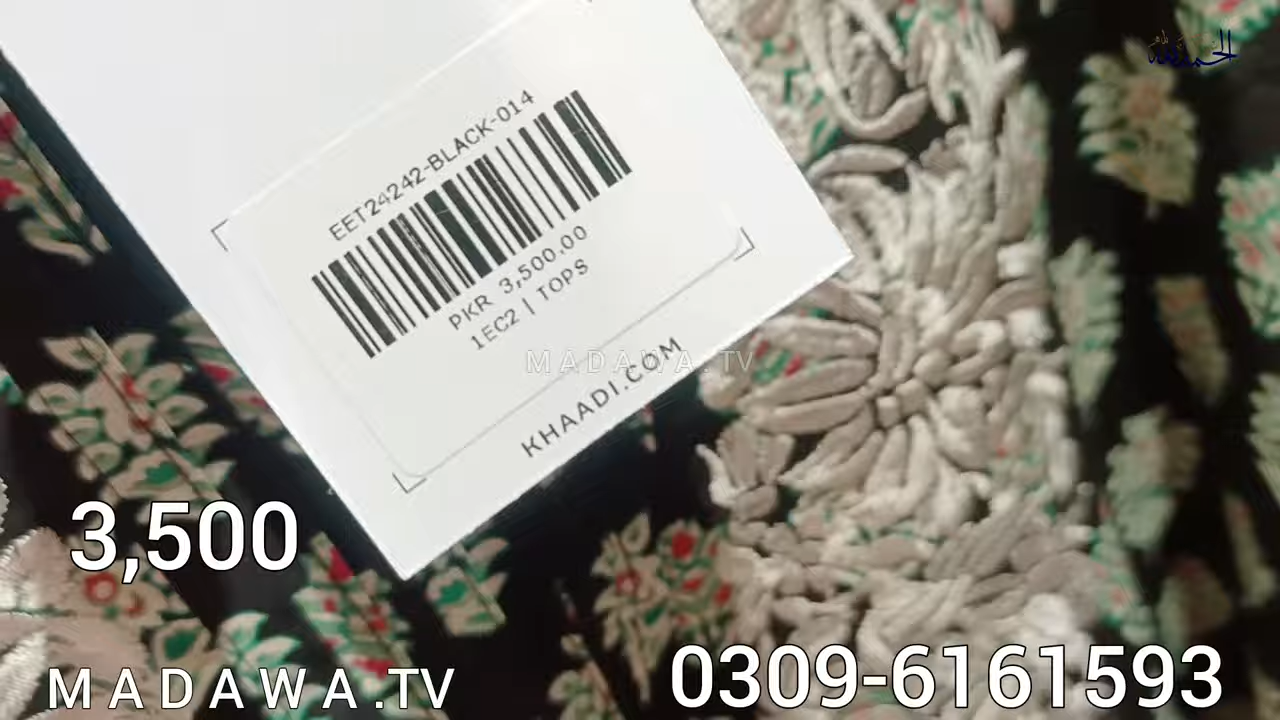 EET24242-BLACK-014
PKR 3,500.00
1EC2 | TOPS
KHAADI.COM
MADAWA.TV
3,500
MADAWA.TV
0309-6161593